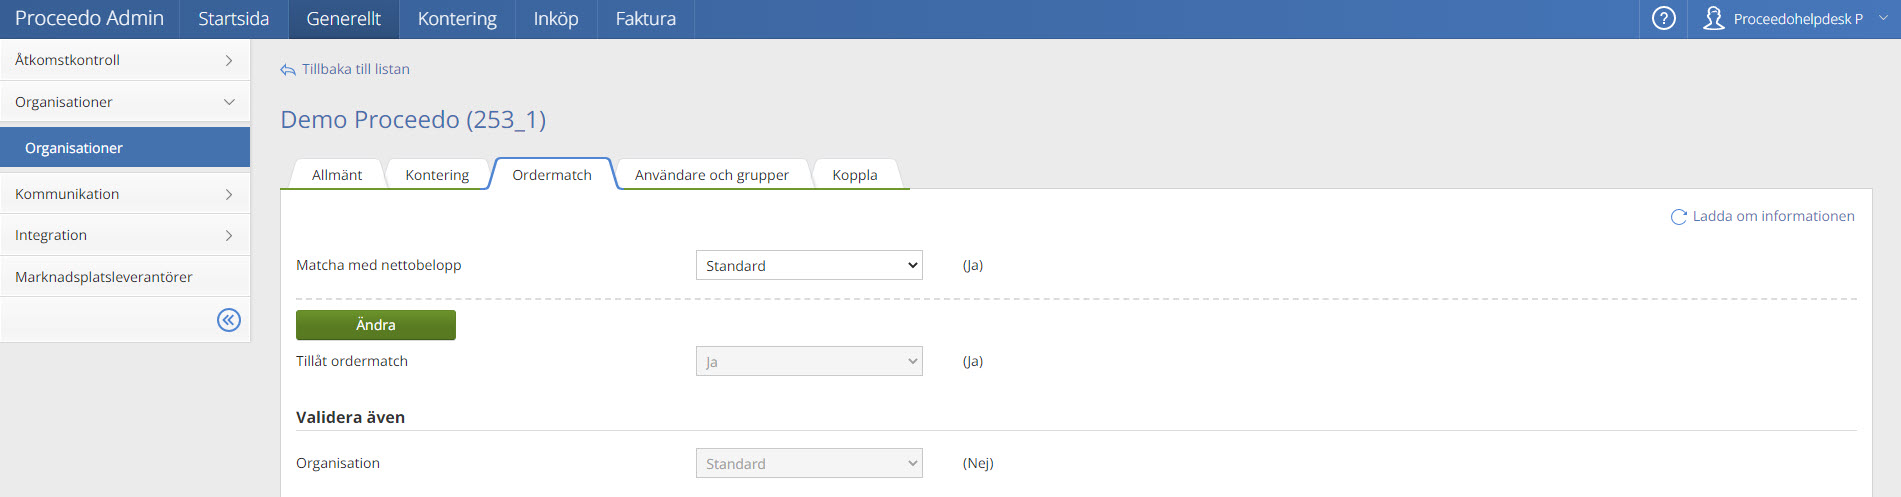 Proceedo Admin Startsida Generellt Kontering Inköp Faktura ? Proceedohelpdesk P
Åtkomstkontroll
Organisationer
Organisationer
Kommunikation
Integration
Marknadsplatsleverantörer
Tillbaka till listan
Demo Proceedo (253_1)
Allmänt Kontering Ordermatch Användare och grupper Koppla
Ladda om informationen
Matcha med nettobelopp Standard (Ja)
Ändra
Tillåt ordermatch Ja (Ja)
Validera även
Organisation Standard (Nej)